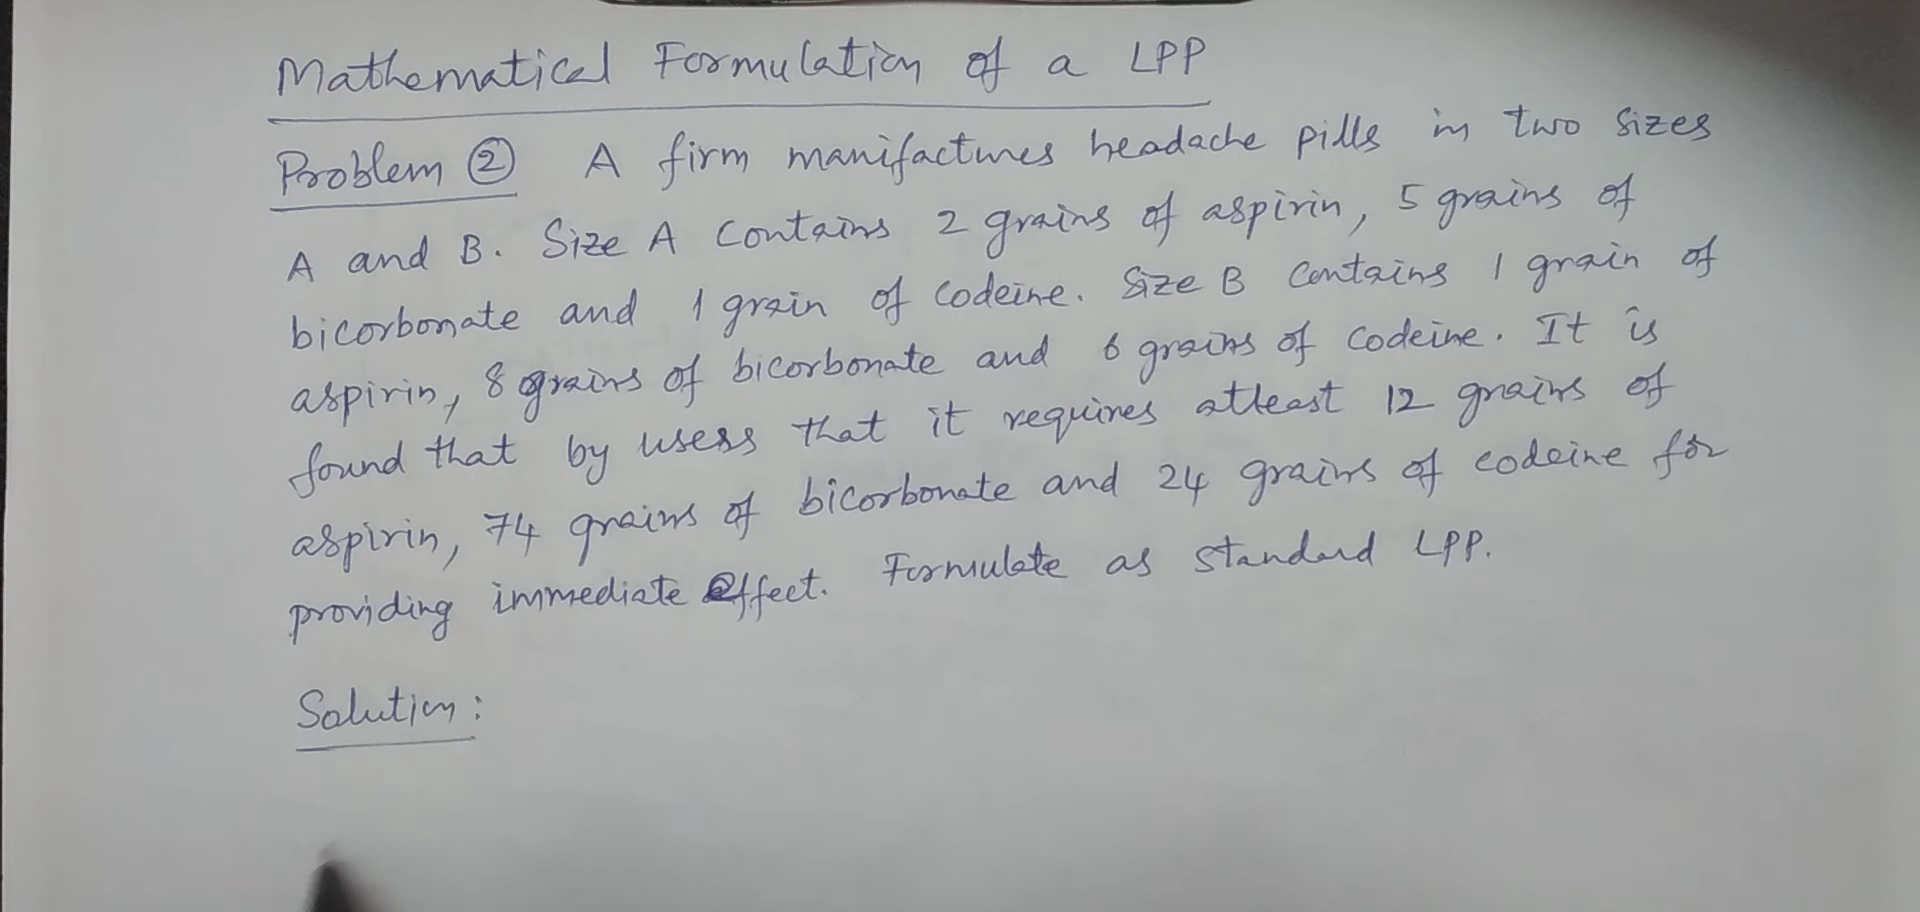 Mathematical Formulation of a LPP
Problem ② A firm manifactures headache pills in two sizes
A and B. Size A Contains 2 grains of aspirin, 5 grains of
bicorbonate and 1 grain of codeine. Size B Contains 1 grain of
aspirin, 8 grains of bicorbonate and 6 grains of codeine. It is
found that by usess that it requires atleast 12 grains of
aspirin, 74 grains of bicorbonate and 24 grains of codeine for
providing immediate effect. Formulate as standard LPP.
Solution: